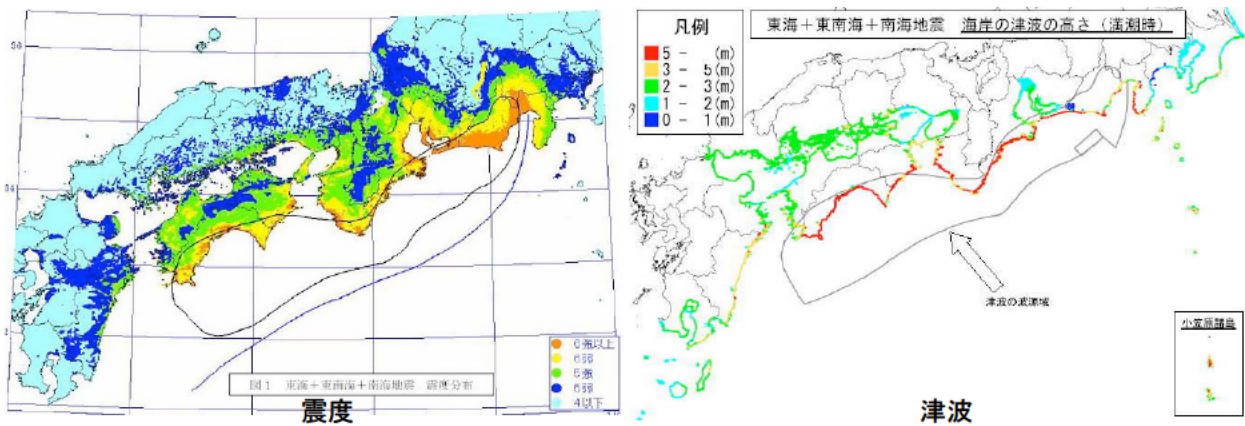 6強以上
6弱
5強
5弱
4以下
図1 東海+東南海+南海地震 震度分布
震度
凡例
5 - (m)
3 - 5(m)
2 - 3(m)
1 - 2(m)
0 - 1(m)
東海+東南海+南海地震 海岸の津波の高さ(満潮時)
津波の波源域
小笠原諸島
津波